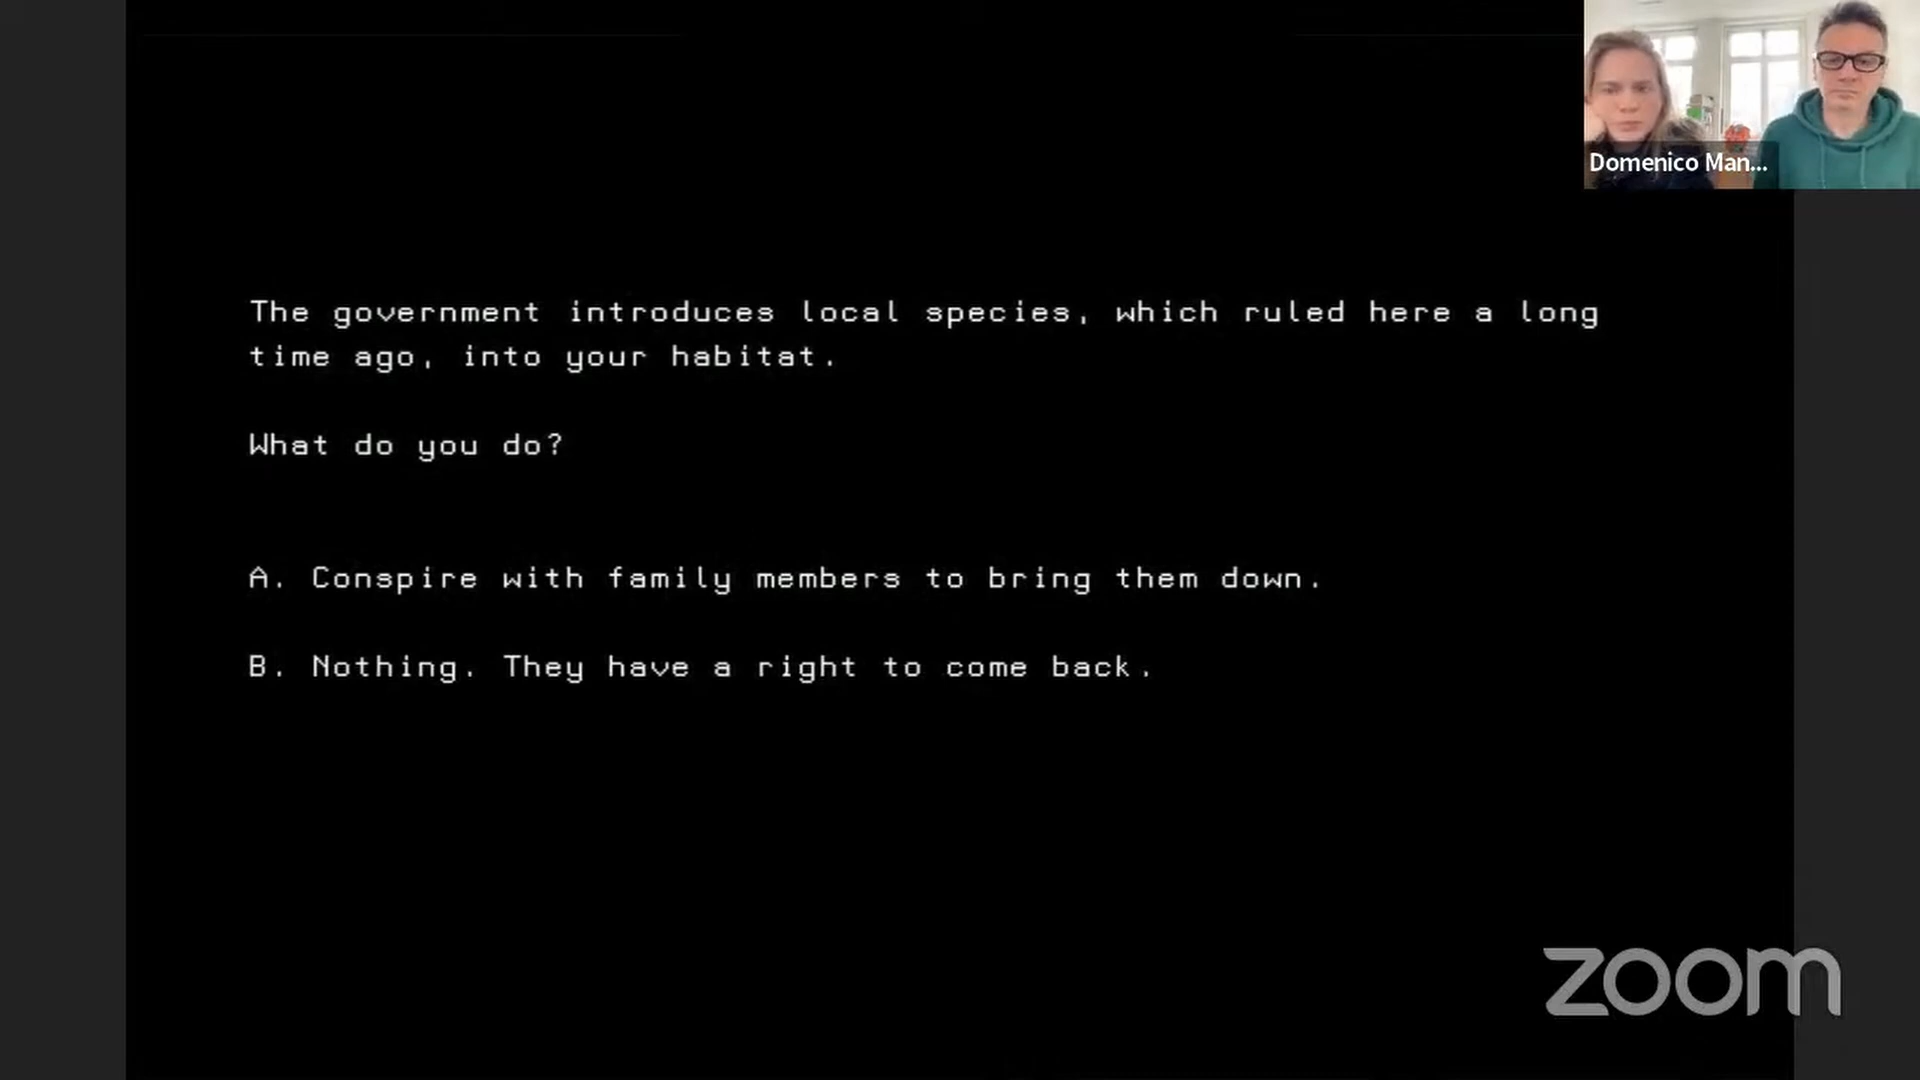 Domenico Man...
The government introduces local species, which ruled here a long
time ago, into your habitat.
What do you do?
A. Conspire with family members to bring them down.
B. Nothing. They have a right to come back.
zoom